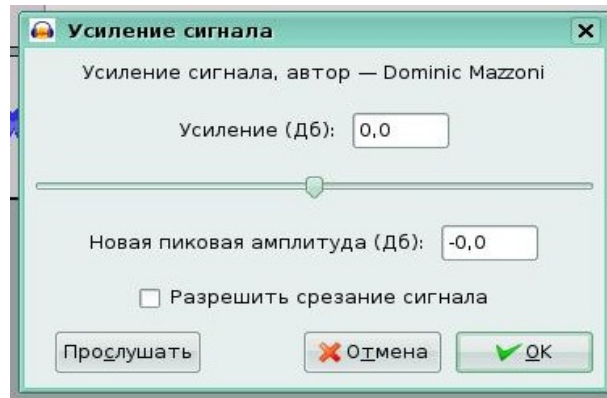 Усиление сигнала
Усиление сигнала, автор — Dominic Mazzoni
Усиление (Дб): 0,0
Новая пиковая амплитуда (Дб): -0,0
Разрешить срезание сигнала
Прослушать Отмена OK